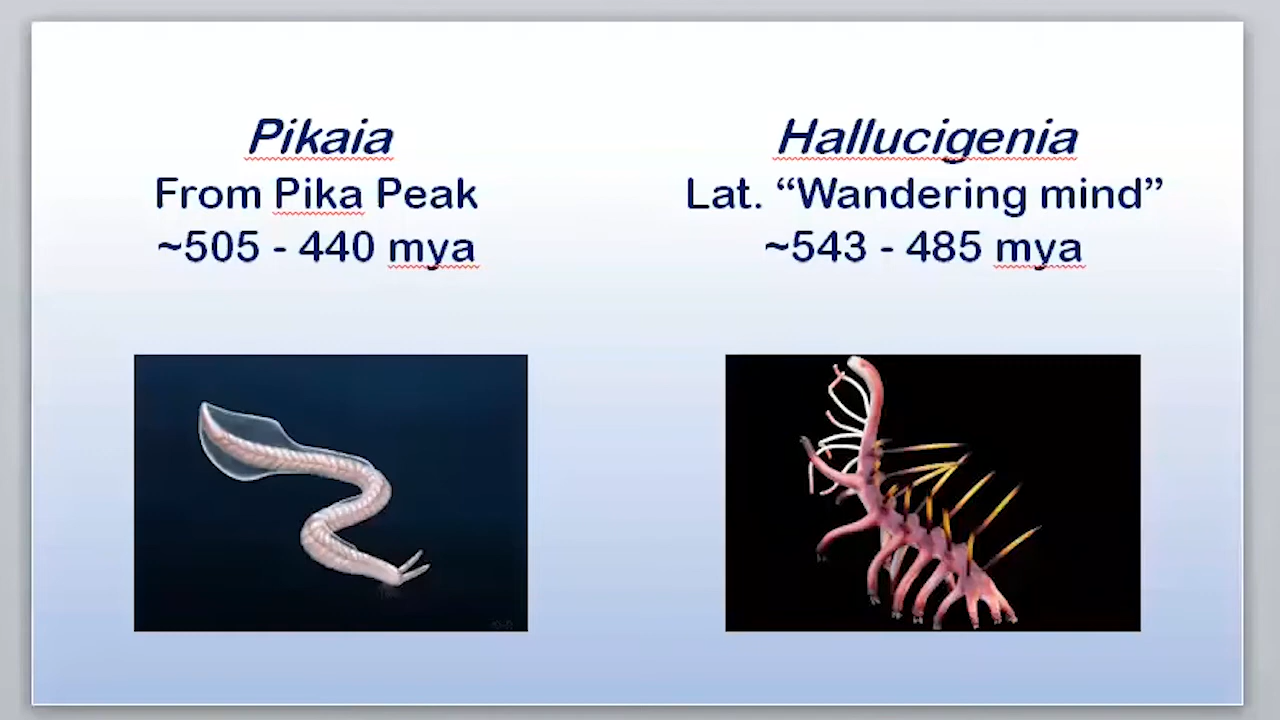 Pikaia
From Pika Peak
~505 - 440 mya
Hallucigenia
Lat. “Wandering mind”
~543 - 485 mya